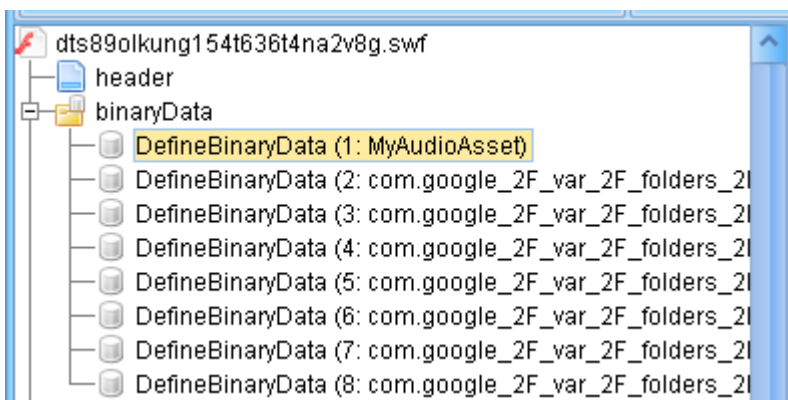 dts89olkung154t636t4na2v8g.swf
header
binaryData
DefineBinaryData (1: MyAudioAsset)
DefineBinaryData (2: com.google_2F_var_2F_folders_2
DefineBinaryData (3: com.google_2F_var_2F_folders_2
DefineBinaryData (4: com.google_2F_var_2F_folders_2
DefineBinaryData (5: com.google_2F_var_2F_folders_2
DefineBinaryData (6: com.google_2F_var_2F_folders_2
DefineBinaryData (7: com.google_2F_var_2F_folders_2
DefineBinaryData (8: com.google_2F_var_2F_folders_2